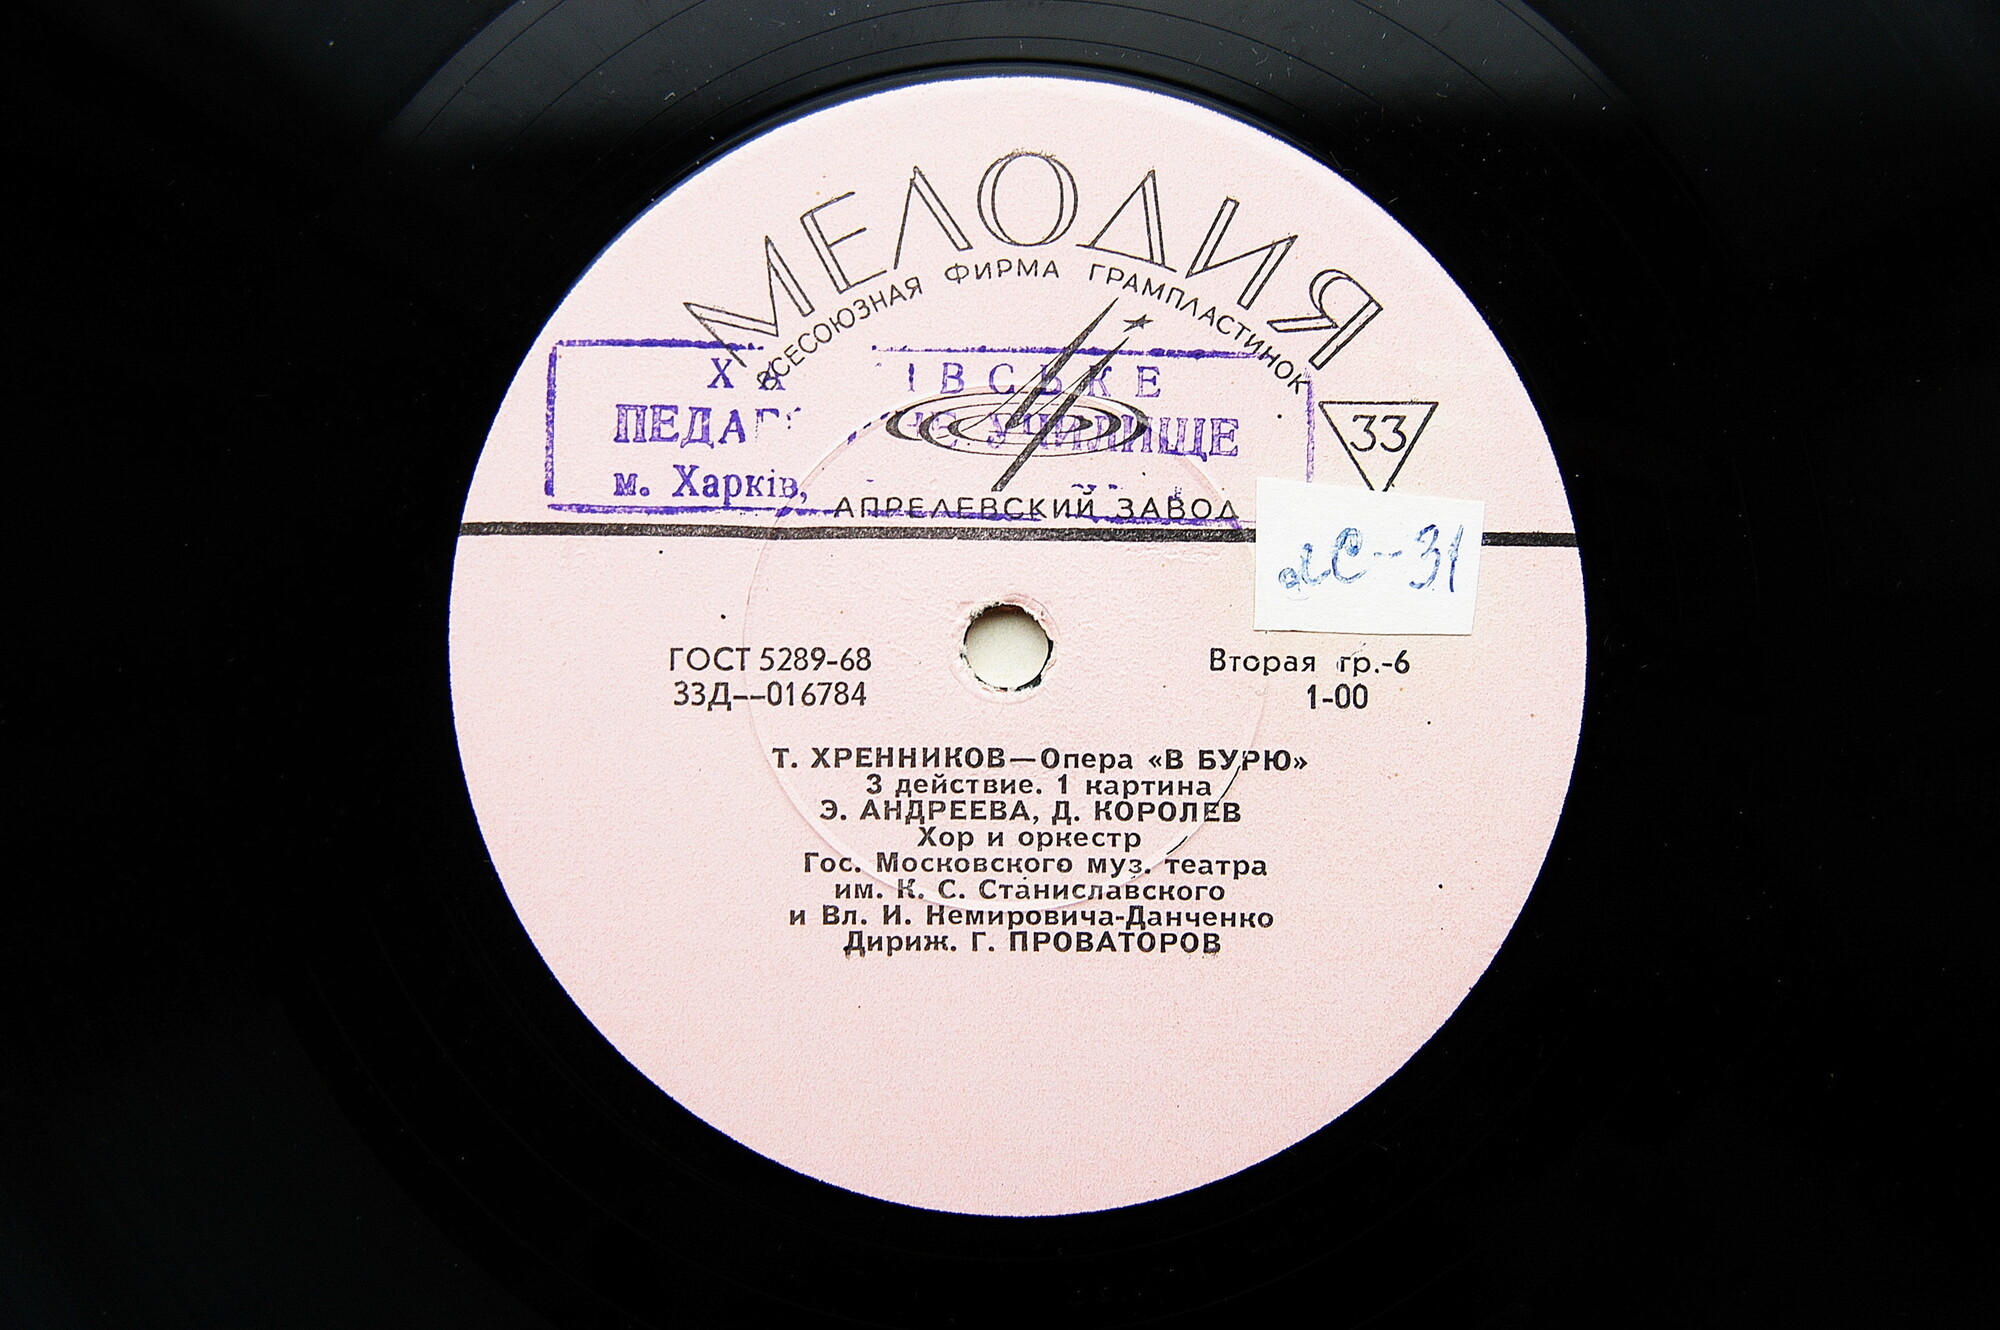 МЕЛОДИЯ
ВСЕСОЮЗНАЯ ФИРМА ГРАМПЛАСТИНОК
ПЕДАГ УЧИЛИЩЕ
м. Харків,
33
АПРЕЛЕВСКИЙ ЗАВОД
ГОСТ 5289-68
33Д—016784
Вторая гр.-6
1-00
Т. ХРЕННИКОВ—Опера «В БУРЮ»
3 действие. 1 картина
Э. АНДРЕЕВА, Д. КОРОЛЕВ
Хор и оркестр
Гос. Московского муз. театра
им. К. С. Станиславского
и Вл. И. Немировича-Данченко
Дириж. Г. ПРОВАТОРОВ